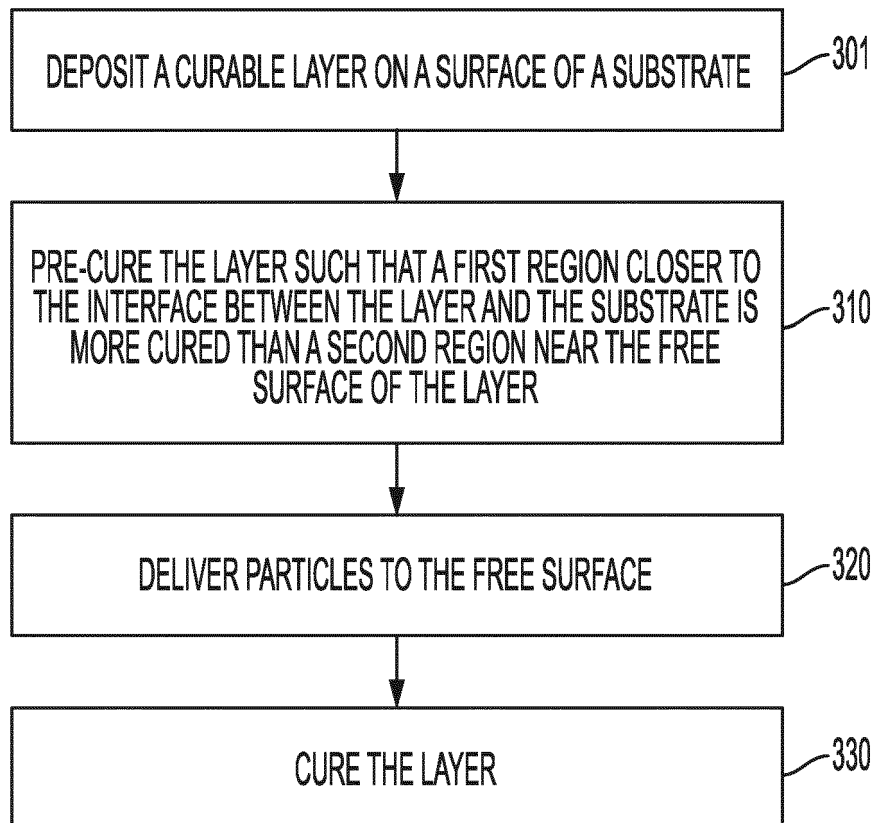 DEPOSIT A CURABLE LAYER ON A SURFACE OF A SUBSTRATE
301
PRE-CURE THE LAYER SUCH THAT A FIRST REGION CLOSER TO
THE INTERFACE BETWEEN THE LAYER AND THE SUBSTRATE IS
MORE CURED THAN A SECOND REGION NEAR THE FREE
SURFACE OF THE LAYER
310
DELIVER PARTICLES TO THE FREE SURFACE
320
CURE THE LAYER
330